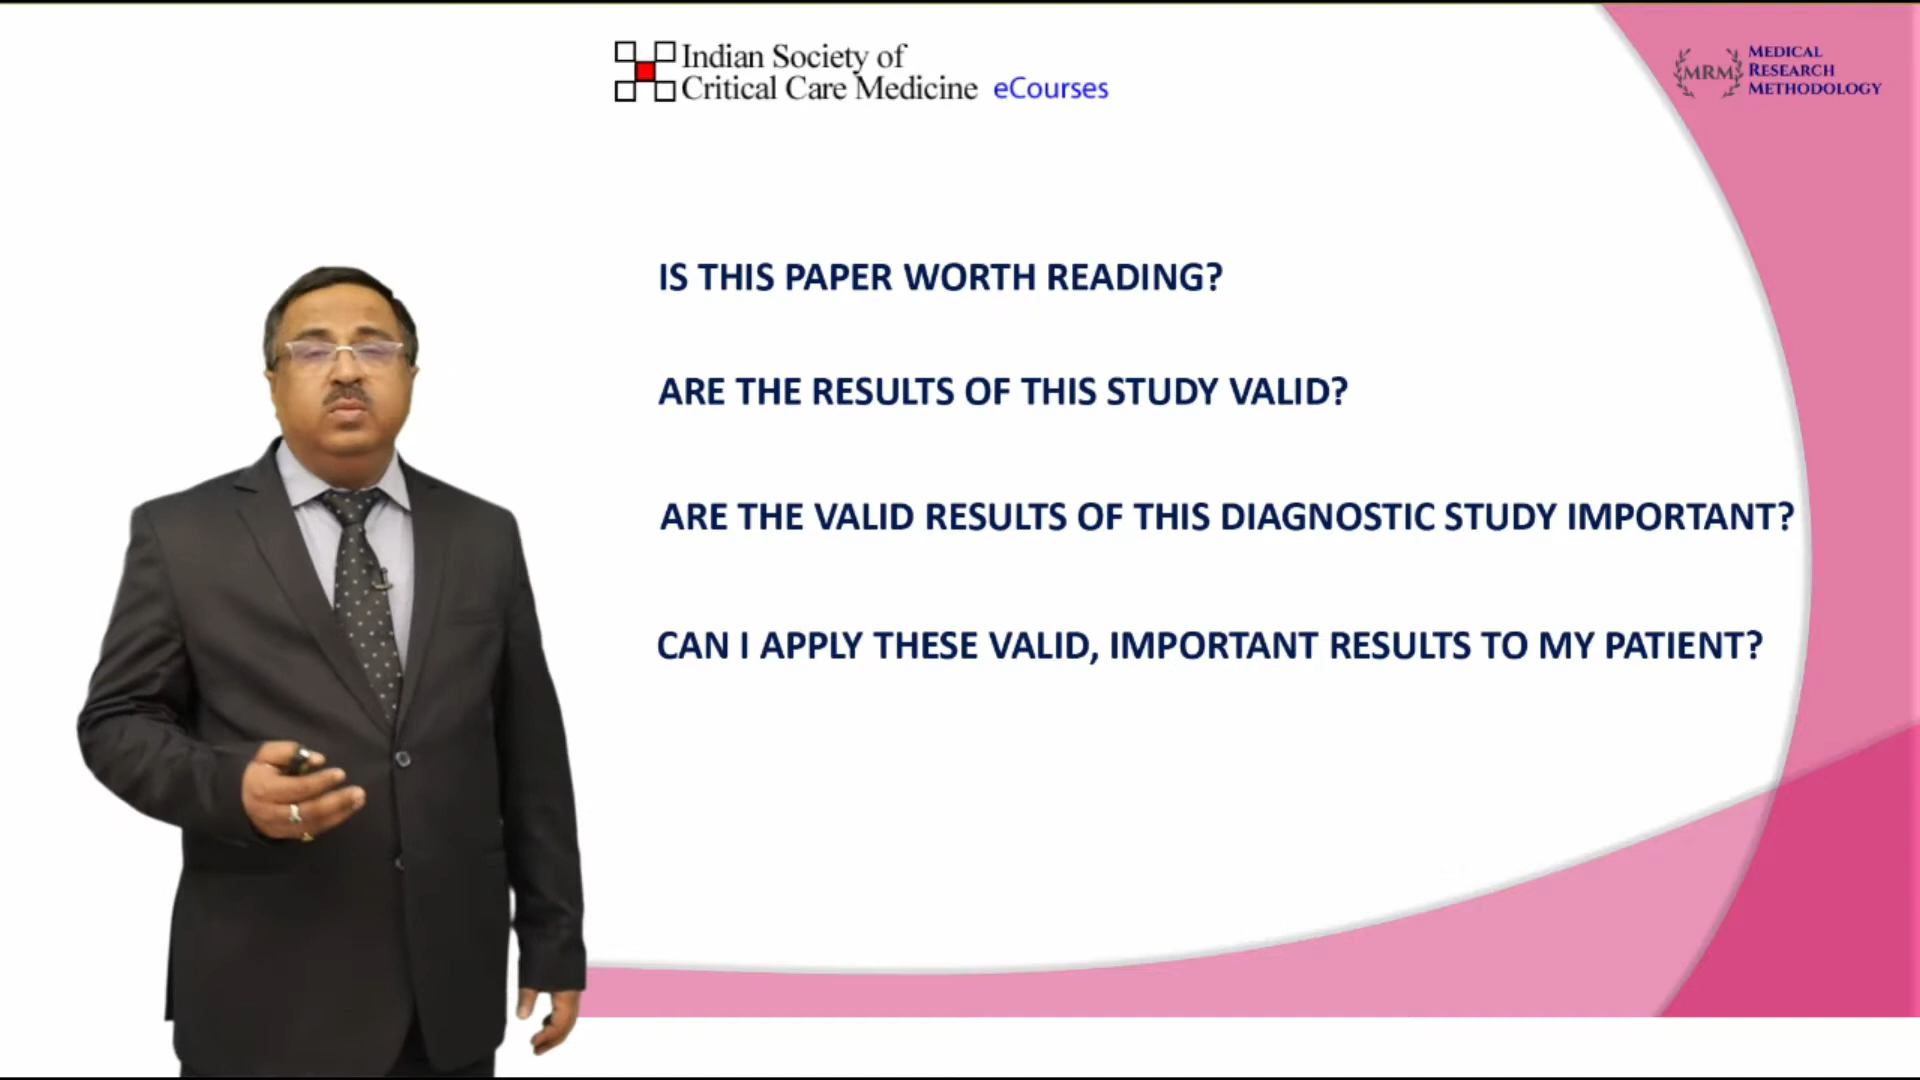 Indian Society of
Critical Care Medicine eCourses
MRM
MEDICAL
RESEARCH
METHODOLOGY
IS THIS PAPER WORTH READING?
ARE THE RESULTS OF THIS STUDY VALID?
ARE THE VALID RESULTS OF THIS DIAGNOSTIC STUDY IMPORTANT?
CAN I APPLY THESE VALID, IMPORTANT RESULTS TO MY PATIENT?